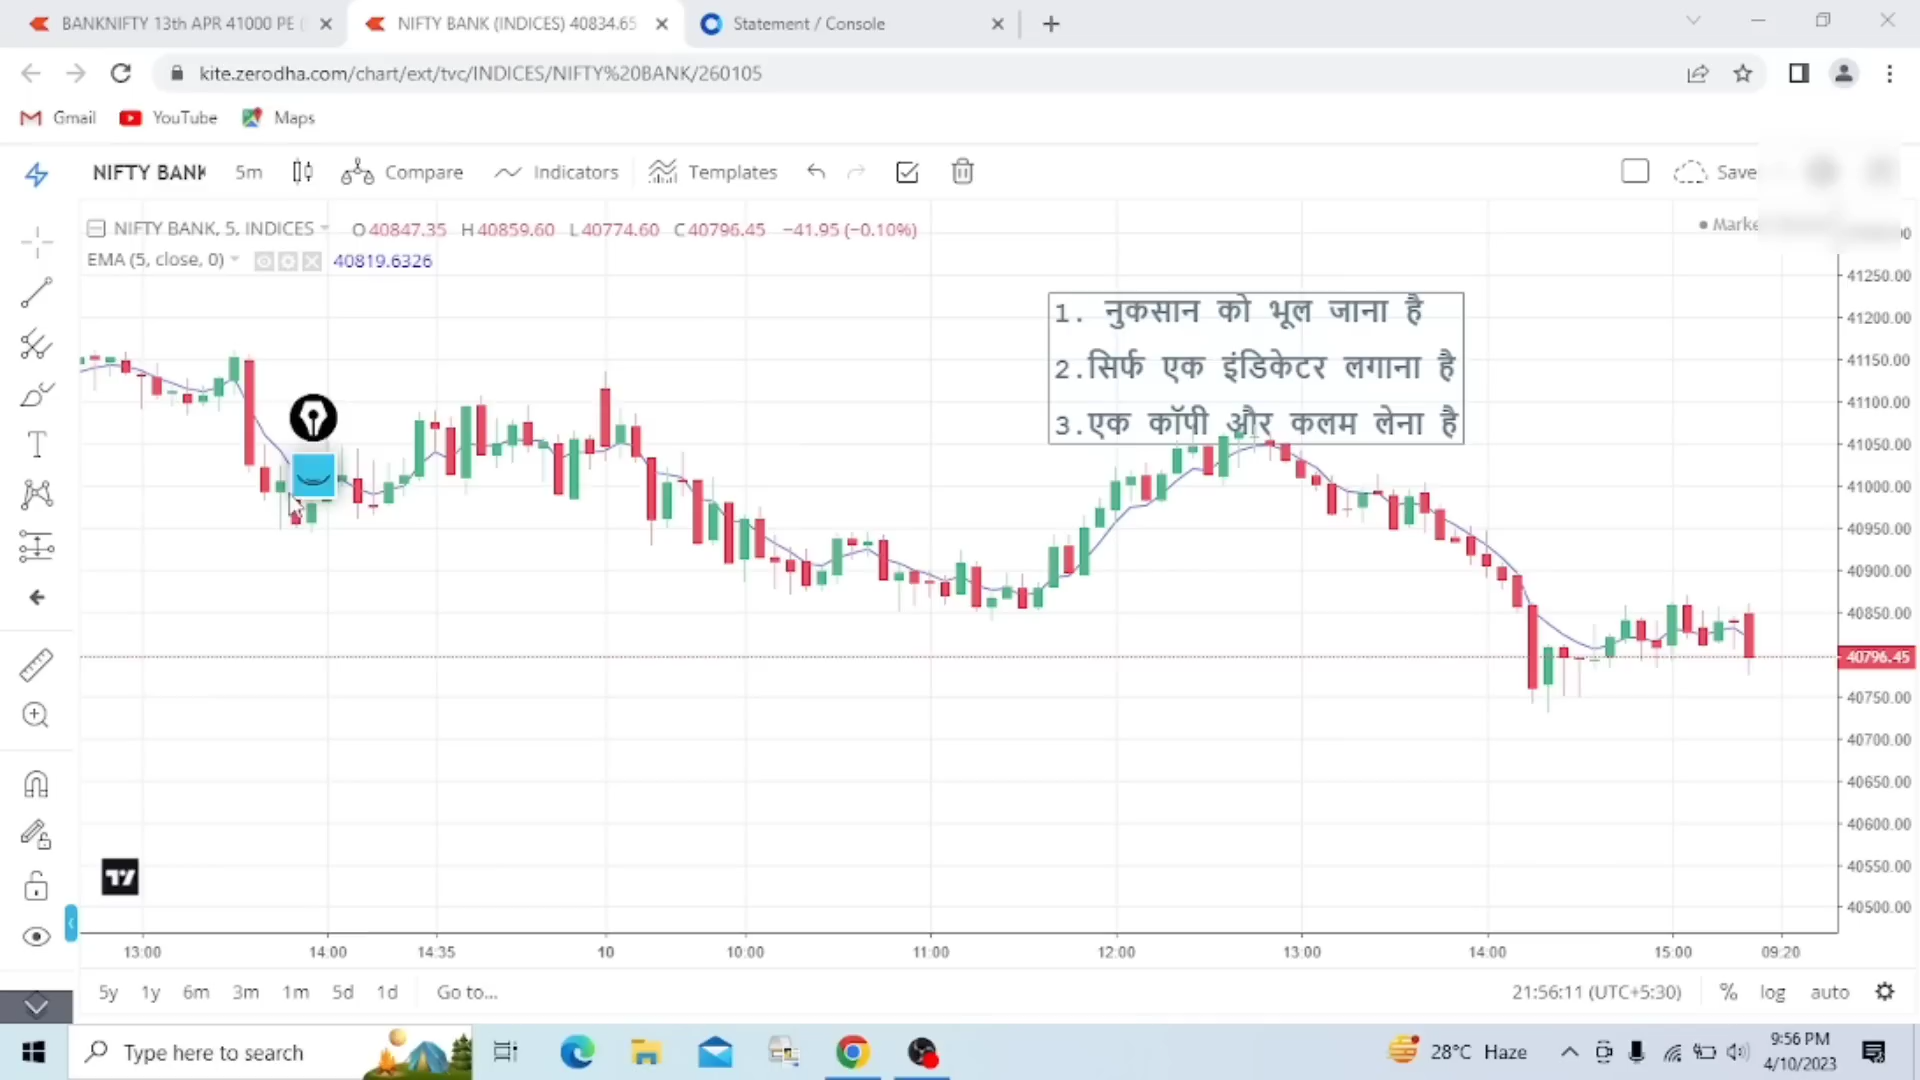 BANKNIFTY 13th APR 41000 PE
NIFTY BANK (INDICES) 40834.65
Statement / Console
kite.zerodha.com/chart/ext/tvc/INDICES/NIFTY%20BANK/260105
Gmail YouTube Maps
NIFTY BANK 5m Compare Indicators Templates Save
NIFTY BANK, 5, INDICES O40847.35 H40859.60 L40774.60 C40796.45 −41.95 (−0.10%)
EMA (5, close, 0) 40819.6326
1. नुकसान को भूल जाना है
2.सिर्फ एक इंडिकेटर लगाना है
3.एक कॉपी और कलम लेना है
41250.00
41200.00
41150.00
41100.00
41050.00
41000.00
40950.00
40900.00
40850.00
40796.45
40750.00
40700.00
40650.00
40600.00
40550.00
40500.00
13:00 14:00 14:35 10 10:00 11:00 12:00 13:00 14:00 15:00 09:20
5y 1y 6m 3m 1m 5d 1d Go to... 21:56:11 (UTC+5:30) % log auto
Type here to search
28°C Haze
9:56 PM
4/10/2023